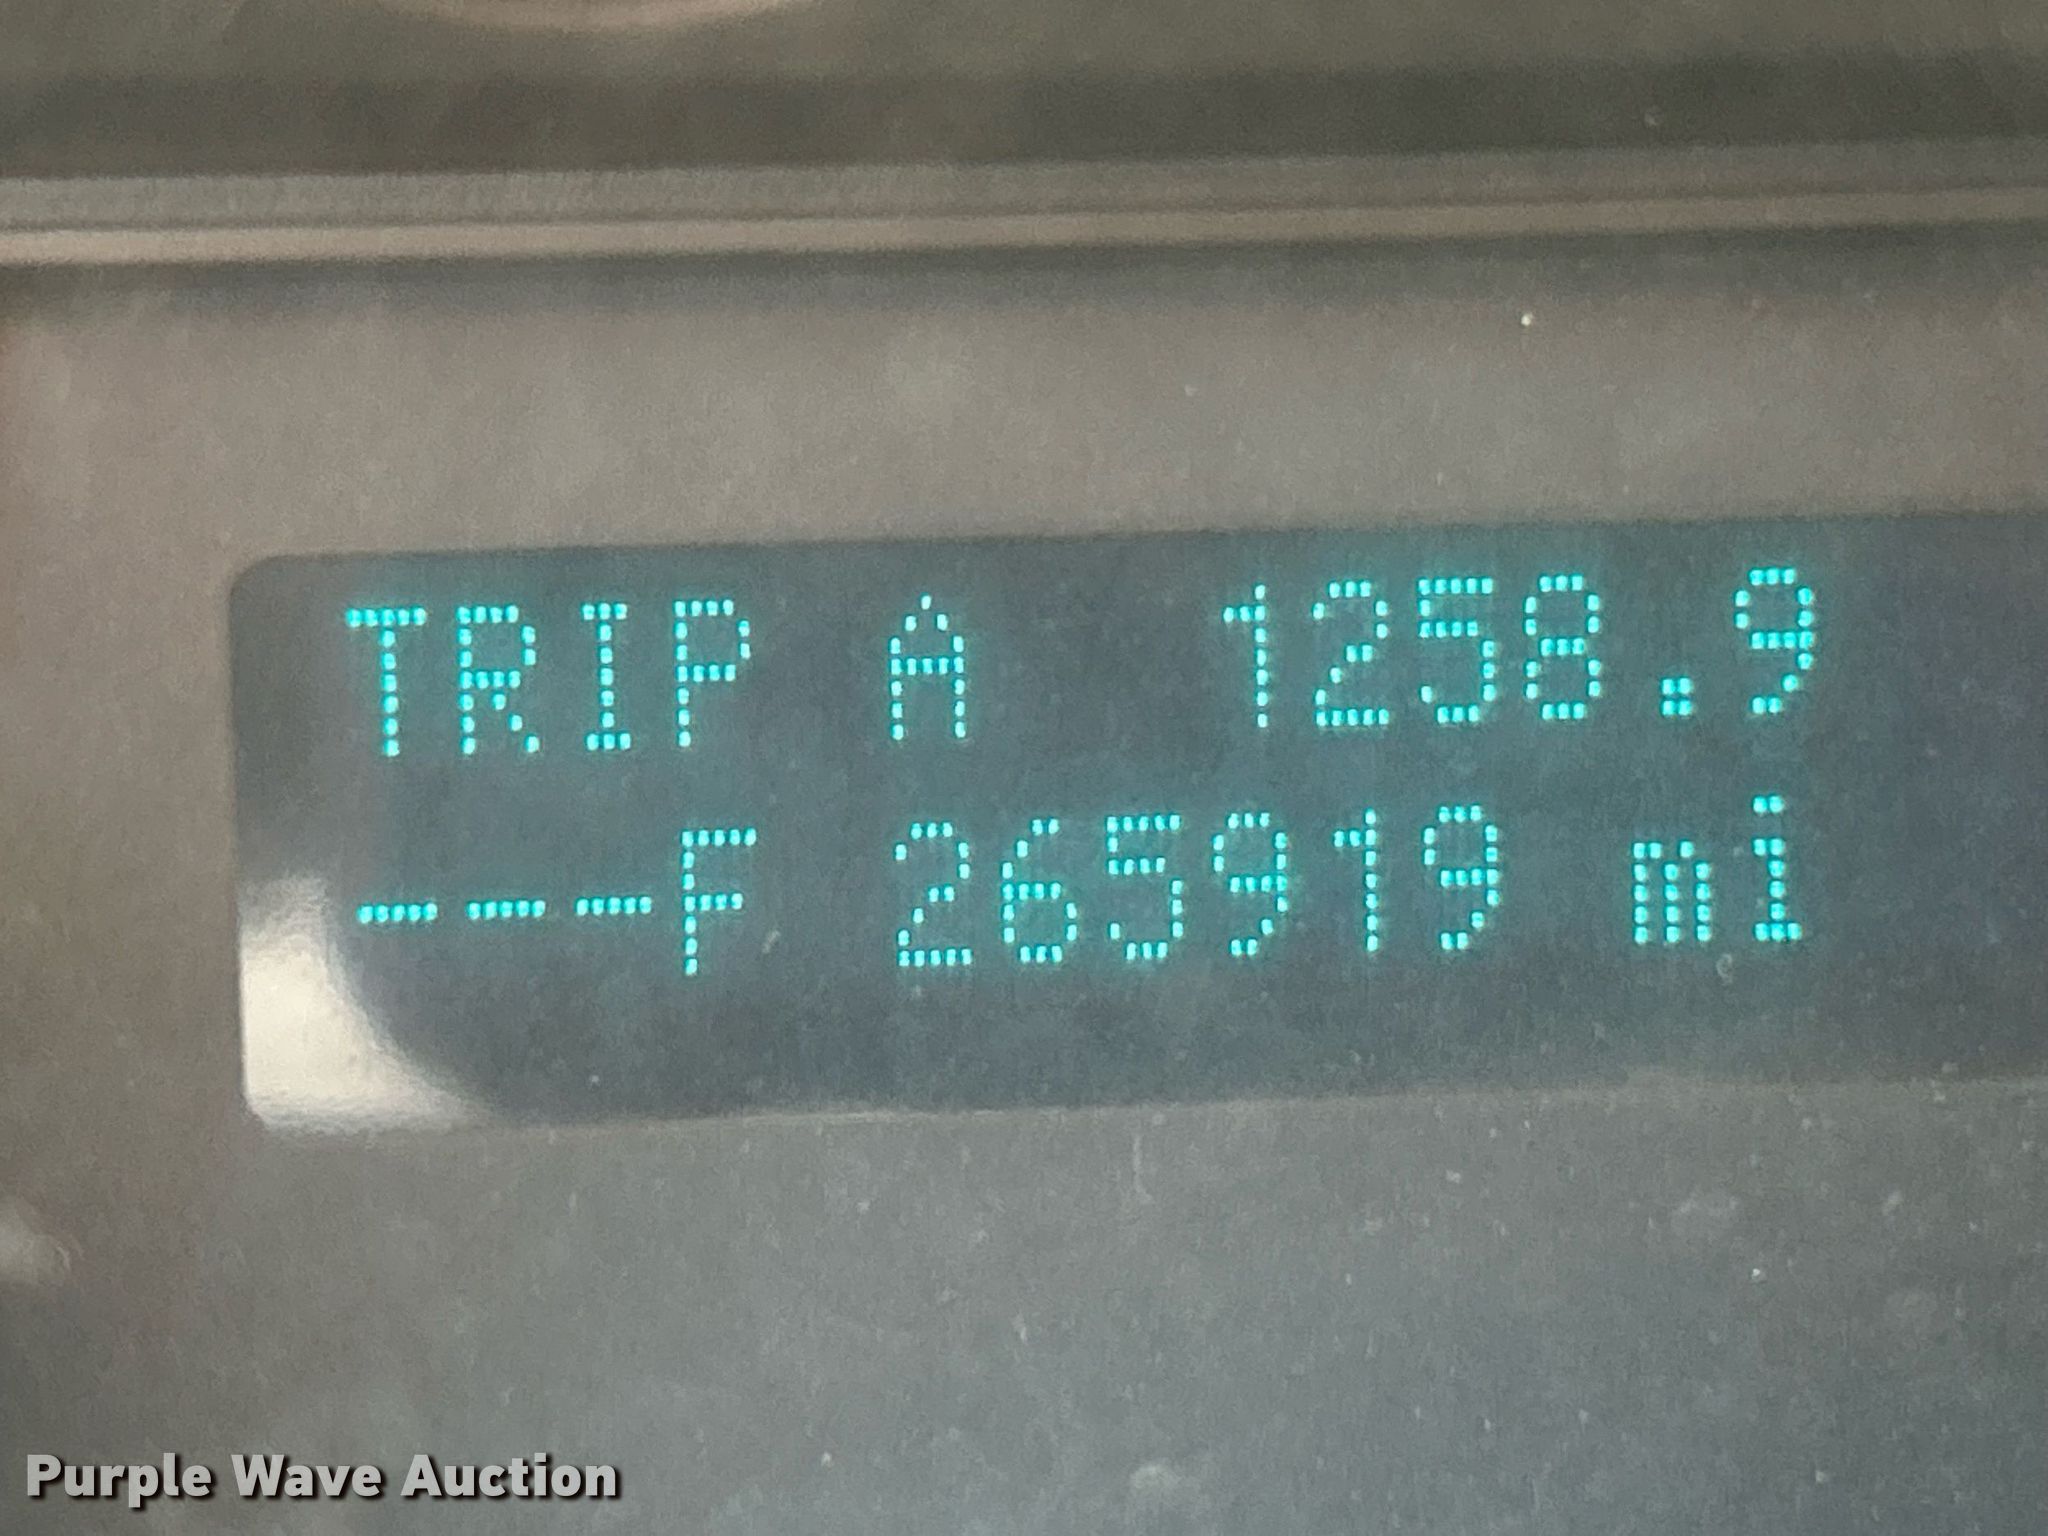 TRIP A 1258.9
---F 265919 mi
Purple Wave Auction